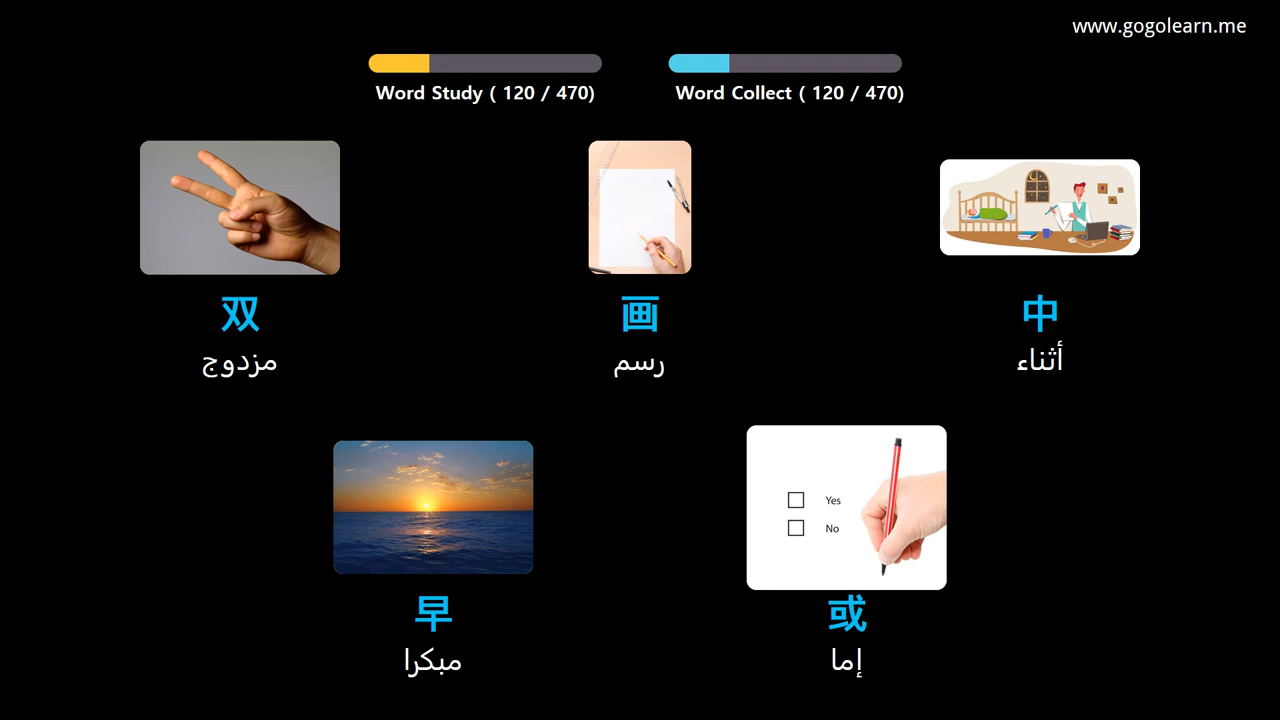 www.gogolearn.me
Word Study ( 120 / 470)
Word Collect ( 120 / 470)
双
مزدوج
画
رسم
中
أثناء
早
مبكرا
Yes
No
或
إما